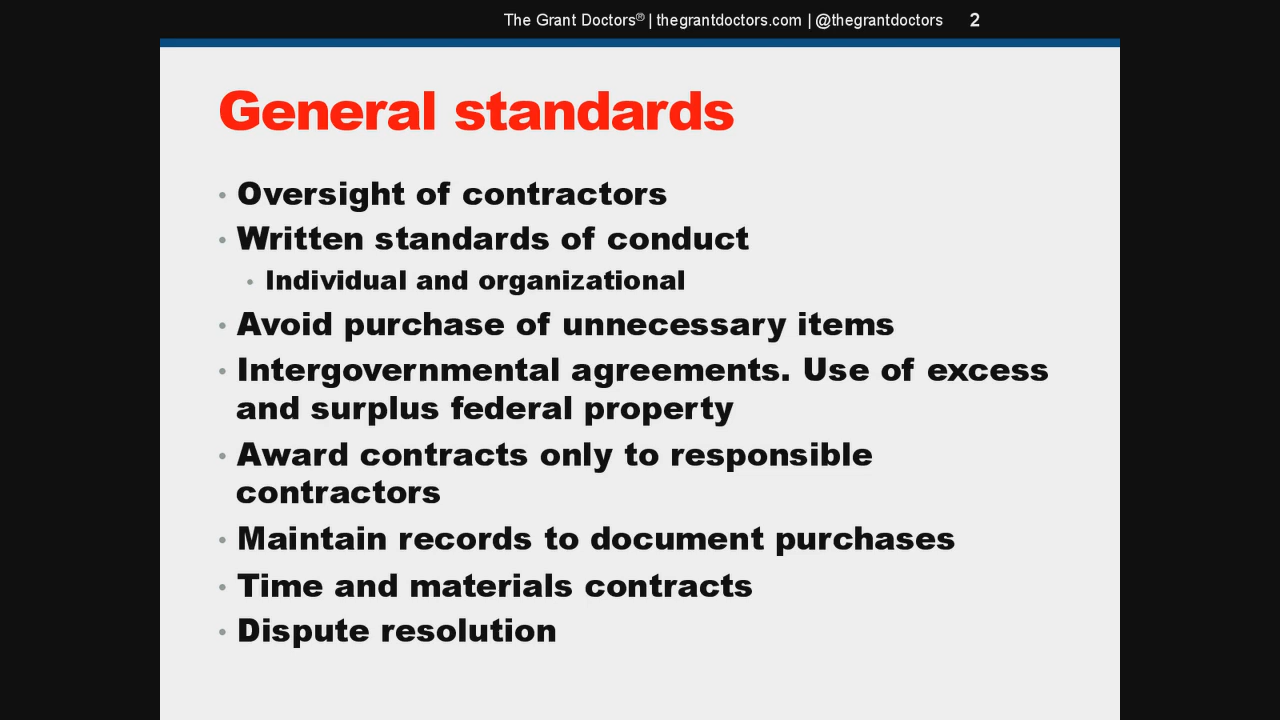 The Grant Doctors® | thegrantdoctors.com | @thegrantdoctors 2
General standards
• Oversight of contractors
• Written standards of conduct
• Individual and organizational
• Avoid purchase of unnecessary items
• Intergovernmental agreements. Use of excess
and surplus federal property
• Award contracts only to responsible
contractors
• Maintain records to document purchases
• Time and materials contracts
• Dispute resolution